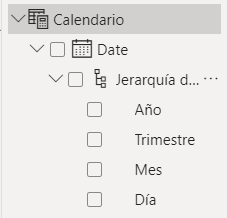 Calendario
Date
Jerarquía d...
Año
Trimestre
Mes
Día